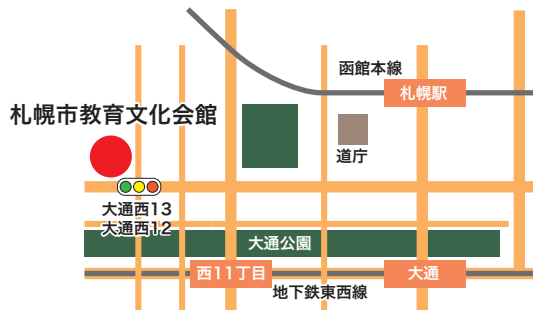 函館本線
札幌駅
札幌市教育文化会館
道庁
大通西13
大通西12
大通公園
西11丁目
大通
地下鉄東西線